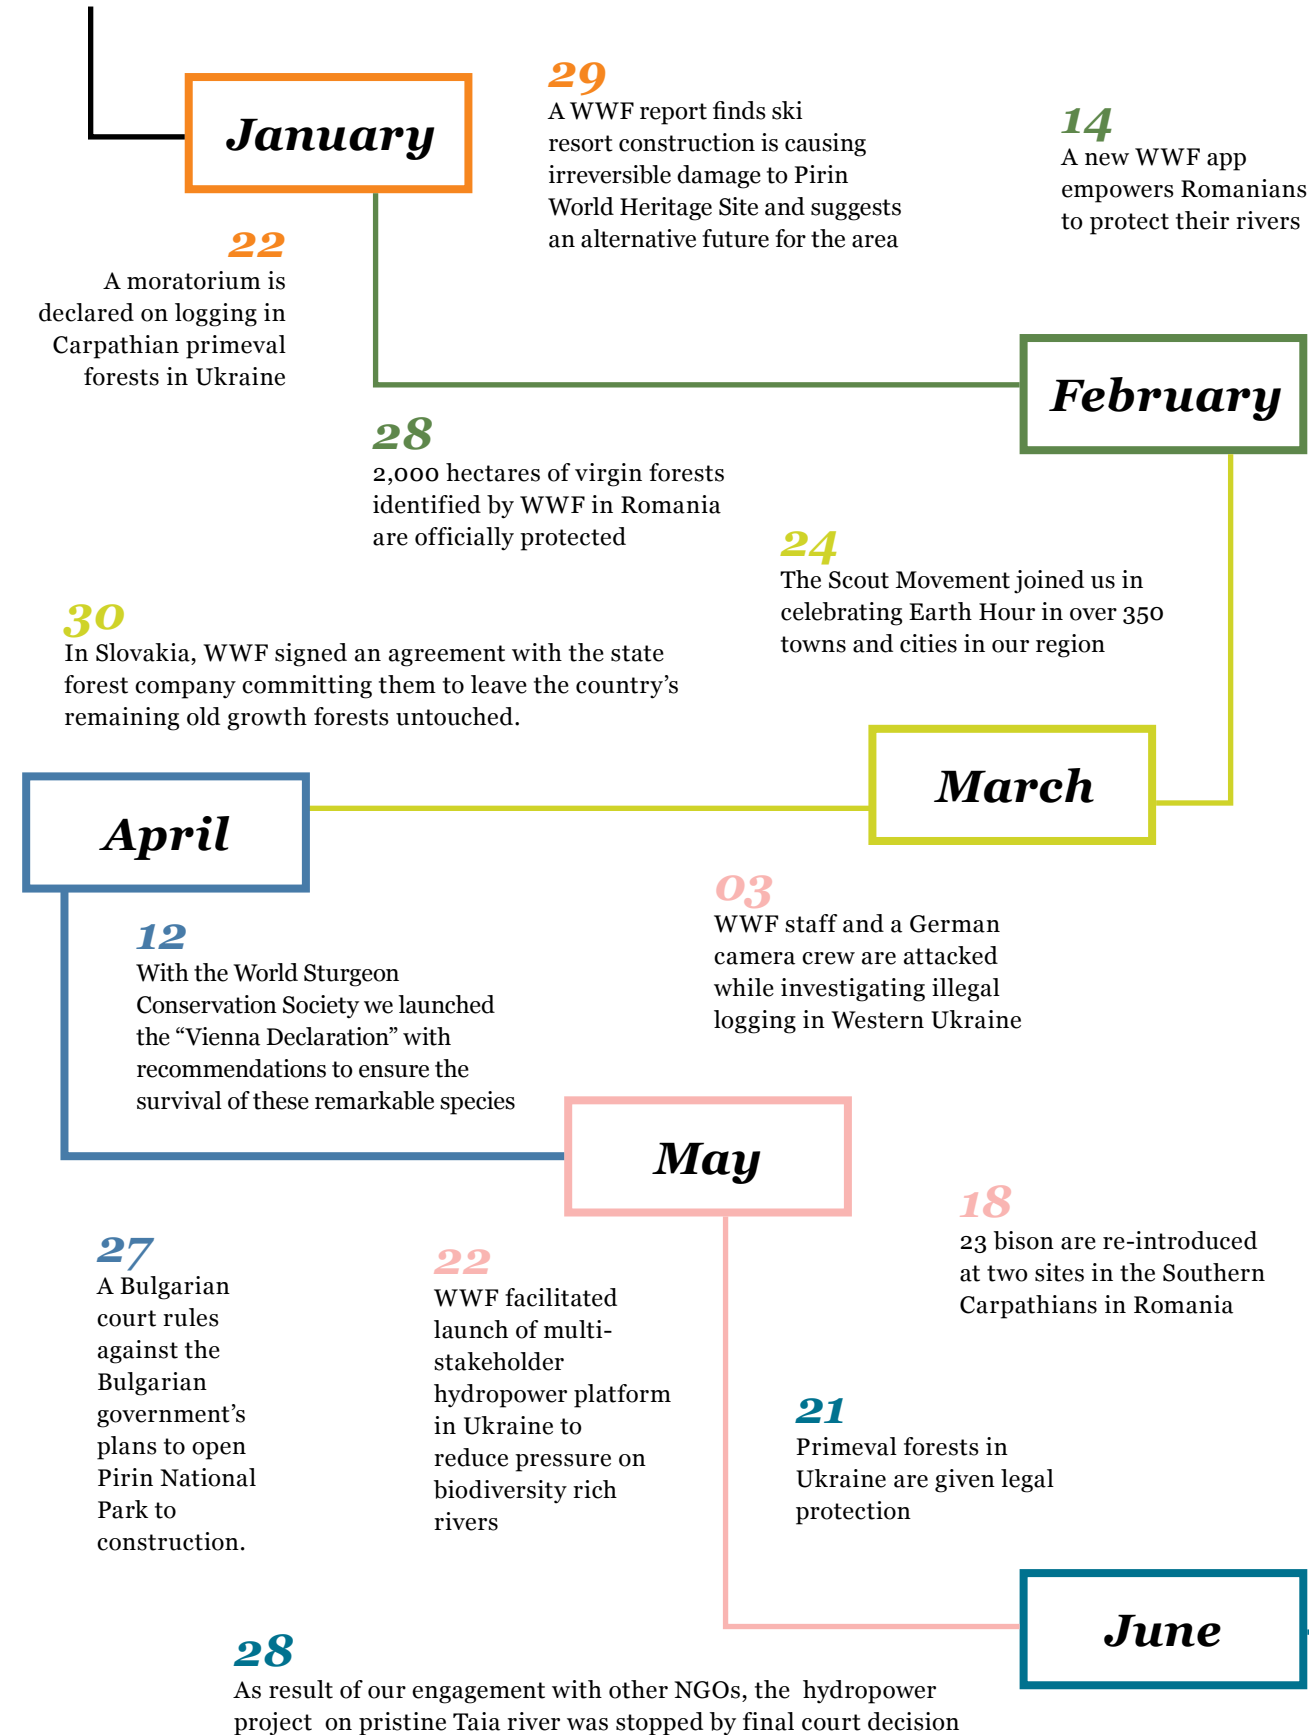 January
29
A WWF report finds ski
resort construction is causing
irreversible damage to Pirin
World Heritage Site and suggests
an alternative future for the area
14
A new WWF app
empowers Romanians
to protect their rivers
22
A moratorium is
declared on logging in
Carpathian primeval
forests in Ukraine
February
28
2,000 hectares of virgin forests
identified by WWF in Romania
are officially protected
24
The Scout Movement joined us in
celebrating Earth Hour in over 350
towns and cities in our region
30
In Slovakia, WWF signed an agreement with the state
forest company committing them to leave the country’s
remaining old growth forests untouched.
March
April
03
WWF staff and a German
camera crew are attacked
while investigating illegal
logging in Western Ukraine
12
With the World Sturgeon
Conservation Society we launched
the “Vienna Declaration” with
recommendations to ensure the
survival of these remarkable species
May
18
23 bison are re-introduced
at two sites in the Southern
Carpathians in Romania
27
A Bulgarian
court rules
against the
Bulgarian
government’s
plans to open
Pirin National
Park to
construction.
22
WWF facilitated
launch of multi-
stakeholder
hydropower platform
in Ukraine to
reduce pressure on
biodiversity rich
rivers
21
Primeval forests in
Ukraine are given legal
protection
June
28
As result of our engagement with other NGOs, the hydropower
project on pristine Taia river was stopped by final court decision